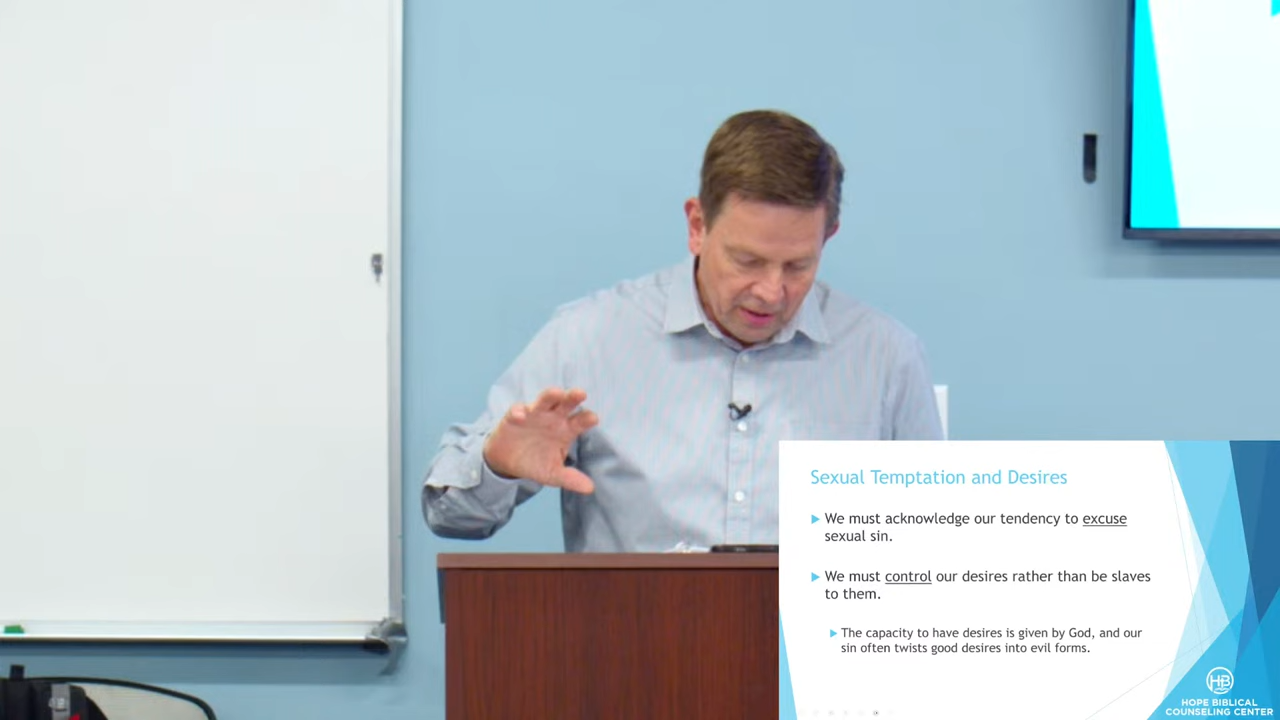 Sexual Temptation and Desires
We must acknowledge our tendency to excuse
sexual sin.
We must control our desires rather than be slaves
to them.
The capacity to have desires is given by God, and our
sin often twists good desires into evil forms.
HB
HOPE BIBLICAL
COUNSELING CENTER